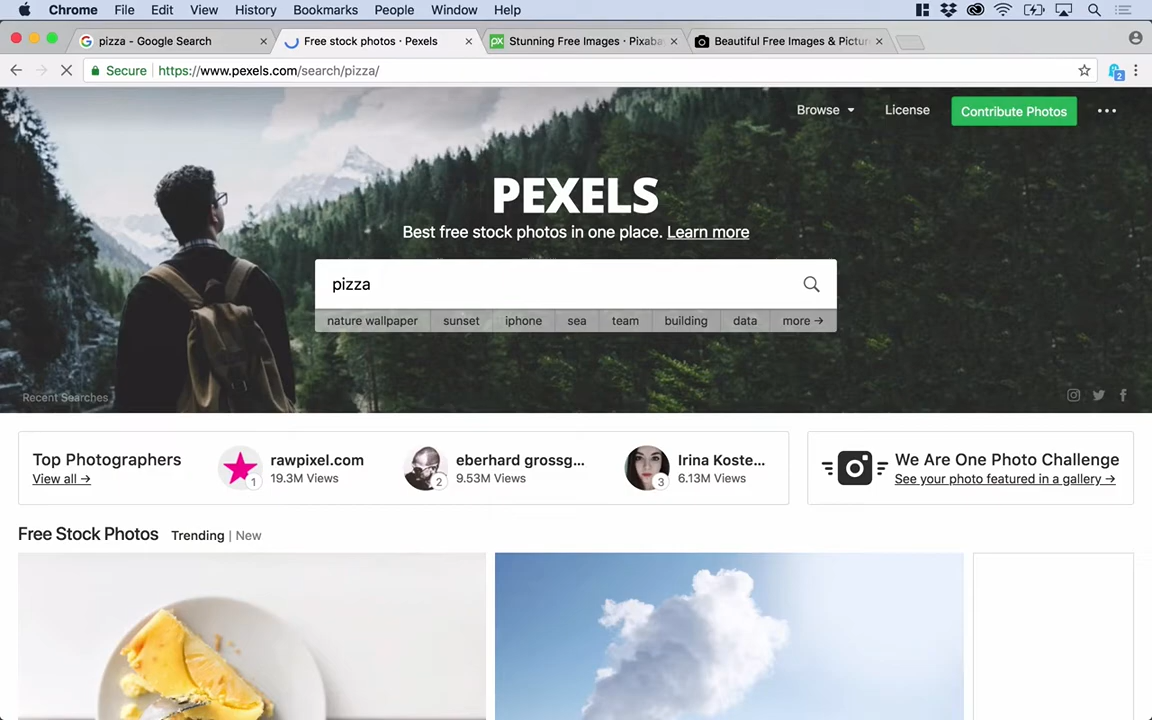 Chrome File Edit View History Bookmarks People Window Help
pizza - Google Search
Free stock photos · Pexels
Stunning Free Images · Pixaba
Beautiful Free Images & Pictur
Secure https://www.pexels.com/search/pizza/
2
Browse License Contribute Photos
PEXELS
Best free stock photos in one place. Learn more
pizza
nature wallpaper sunset iphone sea team building data more →
Recent Searches
Top Photographers
View all →
1
rawpixel.com
19.3M Views
2
eberhard grossg...
9.53M Views
3
Irina Koste...
6.13M Views
We Are One Photo Challenge
See your photo featured in a gallery →
Free Stock Photos Trending | New